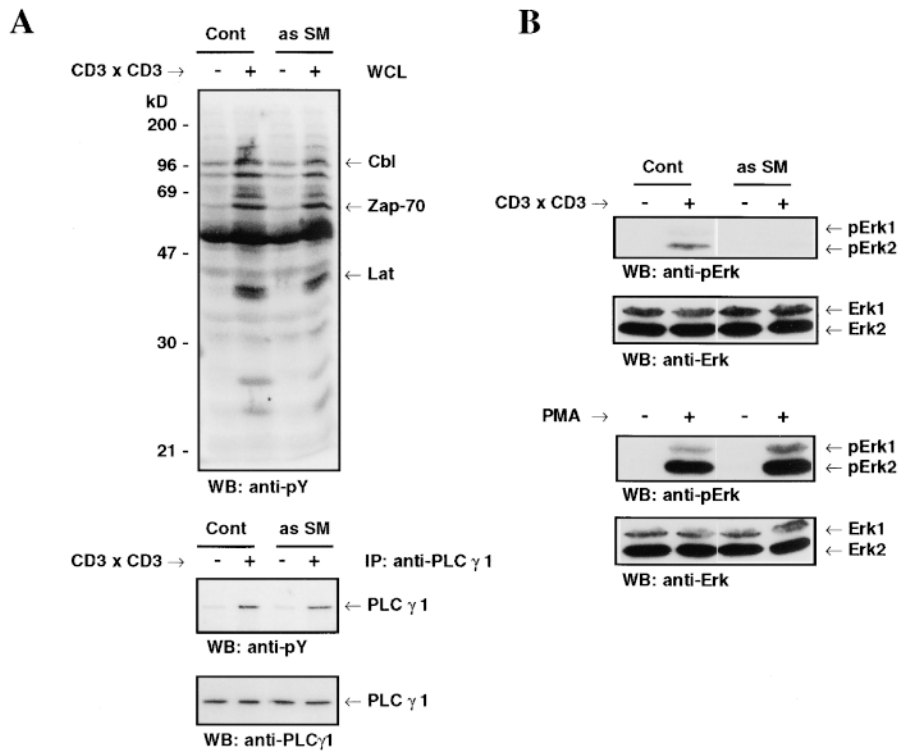 A
Cont as SM
CD3 x CD3 → - + - + WCL
kD
200 -
96 - ← Cbl
69 -
← Zap-70
47 -
← Lat
30 -
21 -
WB: anti-pY
Cont as SM
CD3 x CD3 → - + - + IP: anti-PLC γ 1
← PLC γ 1
WB: anti-pY
← PLC γ 1
WB: anti-PLCγ1
B
Cont as SM
CD3 x CD3 → - + - +
← pErk1
← pErk2
WB: anti-pErk
← Erk1
← Erk2
WB: anti-Erk
PMA → - + - +
← pErk1
← pErk2
WB: anti-pErk
← Erk1
← Erk2
WB: anti-Erk